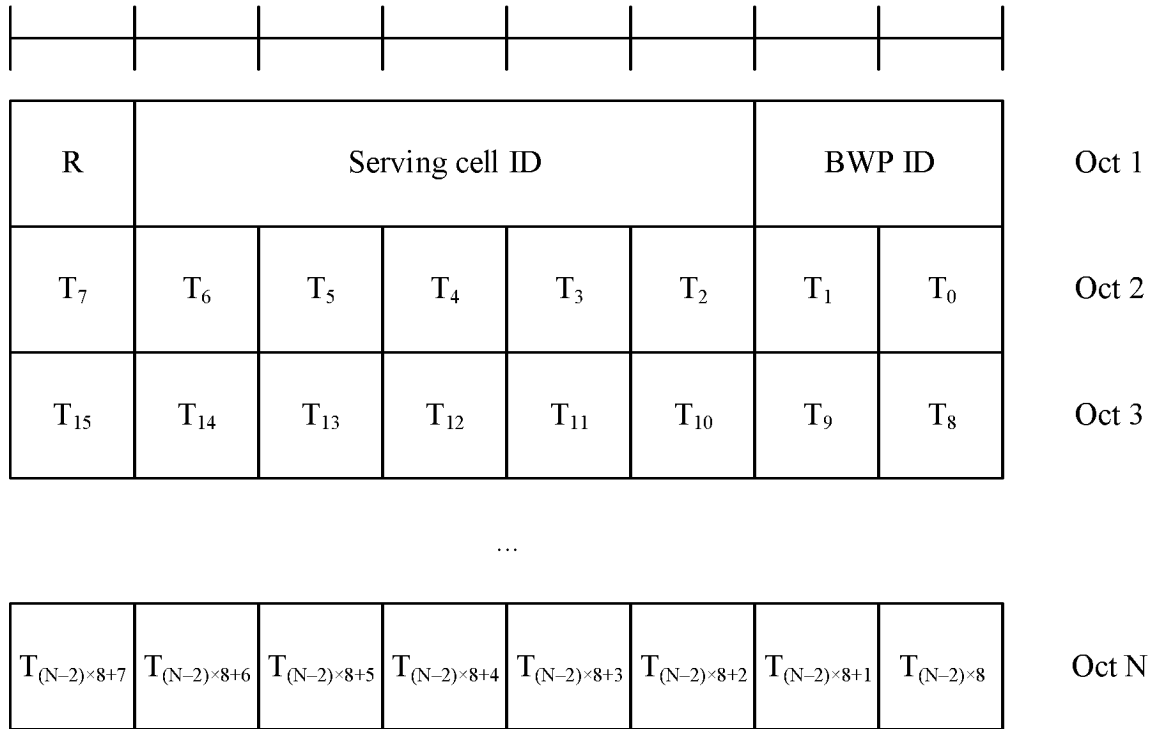 R Serving cell ID BWP ID Oct 1
T₇ T₆ T₅ T₄ T₃ T₂ T₁ T₀ Oct 2
T₁₅ T₁₄ T₁₃ T₁₂ T₁₁ T₁₀ T₉ T₈ Oct 3
...
T₍N–2₎×8+7 T₍N–2₎×8+6 T₍N–2₎×8+5 T₍N–2₎×8+4 T₍N–2₎×8+3 T₍N–2₎×8+2 T₍N–2₎×8+1 T₍N–2₎×8 Oct N